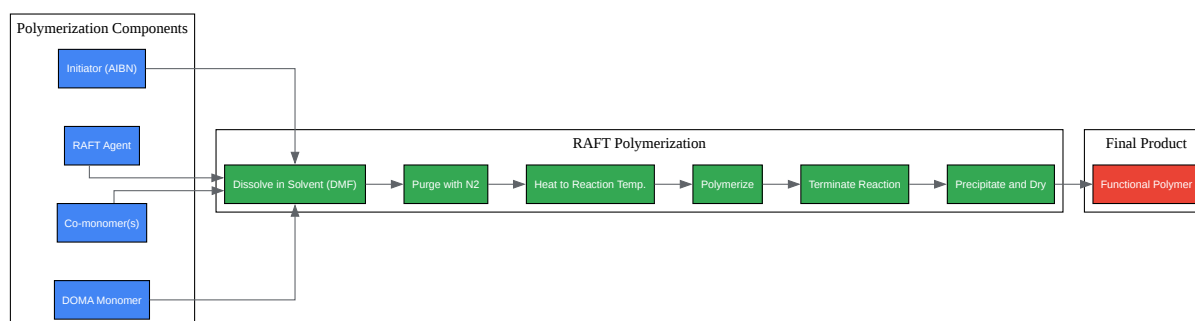 Polymerization Components
Initiator (AIBN)
RAFT Agent
Co-monomer(s)
DOMA Monomer
RAFT Polymerization
Dissolve in Solvent (DMF)
Purge with N2
Heat to Reaction Temp.
Polymerize
Terminate Reaction
Precipitate and Dry
Final Product
Functional Polymer